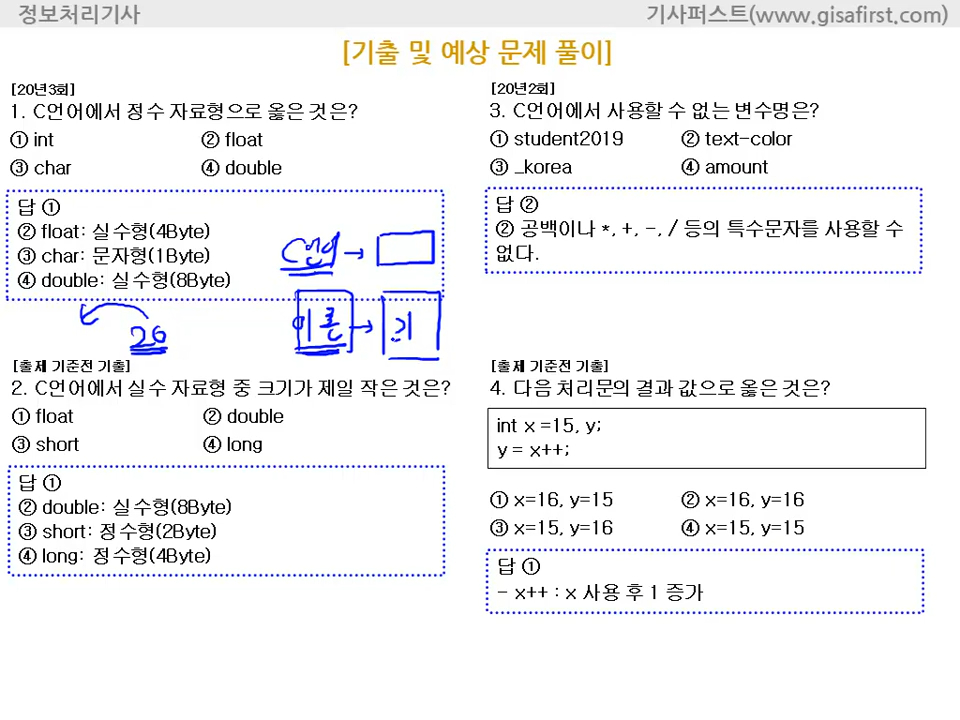 정보처리기사
기사퍼스트(www.gisafirst.com)
[기출 및 예상 문제 풀이]
[20년3회]
1. C언어에서 정수 자료형으로 옳은 것은?
① int ② float
③ char ④ double
답 ①
② float: 실수형(4Byte)
③ char: 문자형(1Byte)
④ double: 실수형(8Byte)
C언어 →
이론 → 기
26
[출제 기준전 기출]
2. C언어에서 실수 자료형 중 크기가 제일 작은 것은?
① float ② double
③ short ④ long
답 ①
② double: 실수형(8Byte)
③ short: 정수형(2Byte)
④ long: 정수형(4Byte)
[20년2회]
3. C언어에서 사용할 수 없는 변수명은?
① student2019 ② text-color
③ _korea ④ amount
답 ②
② 공백이나 *, +, -, / 등의 특수문자를 사용할 수
없다.
[출제 기준전 기출]
4. 다음 처리문의 결과 값으로 옳은 것은?
int x =15, y;
y = x++;
① x=16, y=15 ② x=16, y=16
③ x=15, y=16 ④ x=15, y=15
답 ①
- x++ : x 사용 후 1 증가